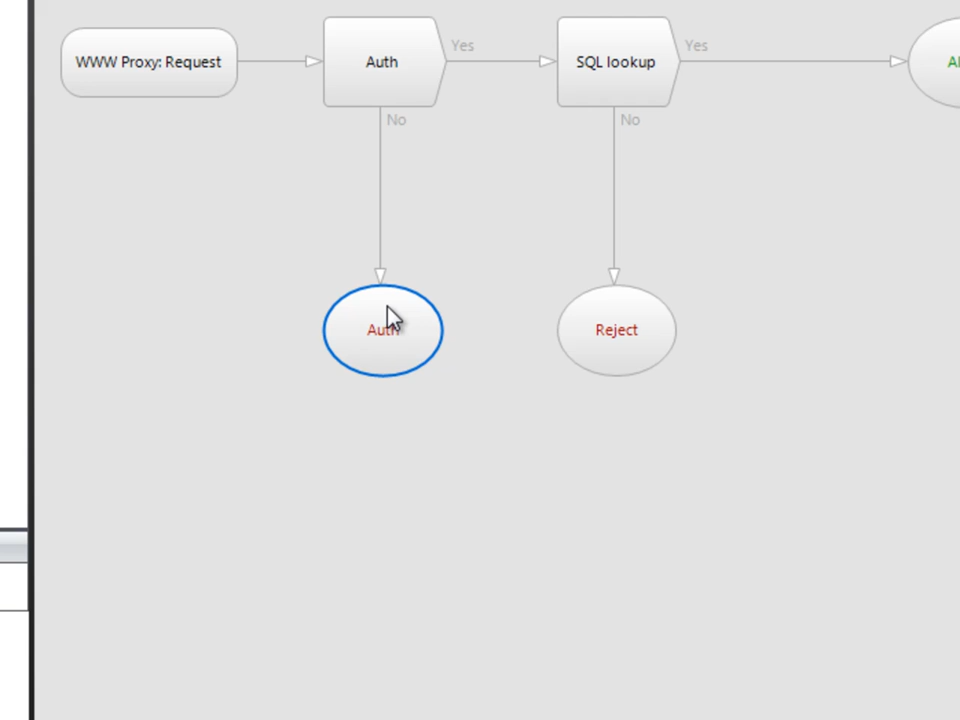 WWW Proxy: Request
Auth
Yes
SQL lookup
Yes
No
No
Auth
Reject